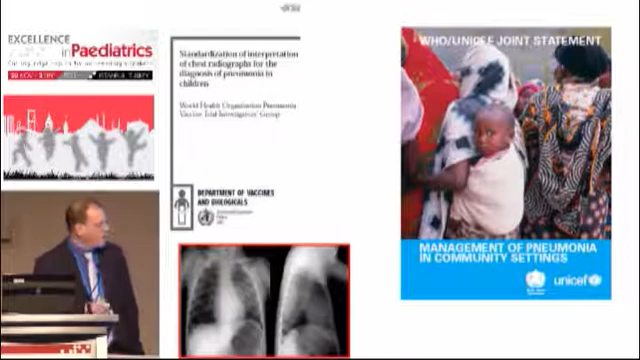 EXCELLENCE
in Paediatrics
ISTANBUL, TURKEY
Standardization of interpretation
of chest radiographs for the
diagnosis of pneumonia in
children
World Health Organization Pneumonia
Vaccine Trial Investigators' Group
DEPARTMENT OF VACCINES
AND BIOLOGICALS
WHO/UNICEF JOINT STATEMENT
MANAGEMENT OF PNEUMONIA
IN COMMUNITY SETTINGS
unicef